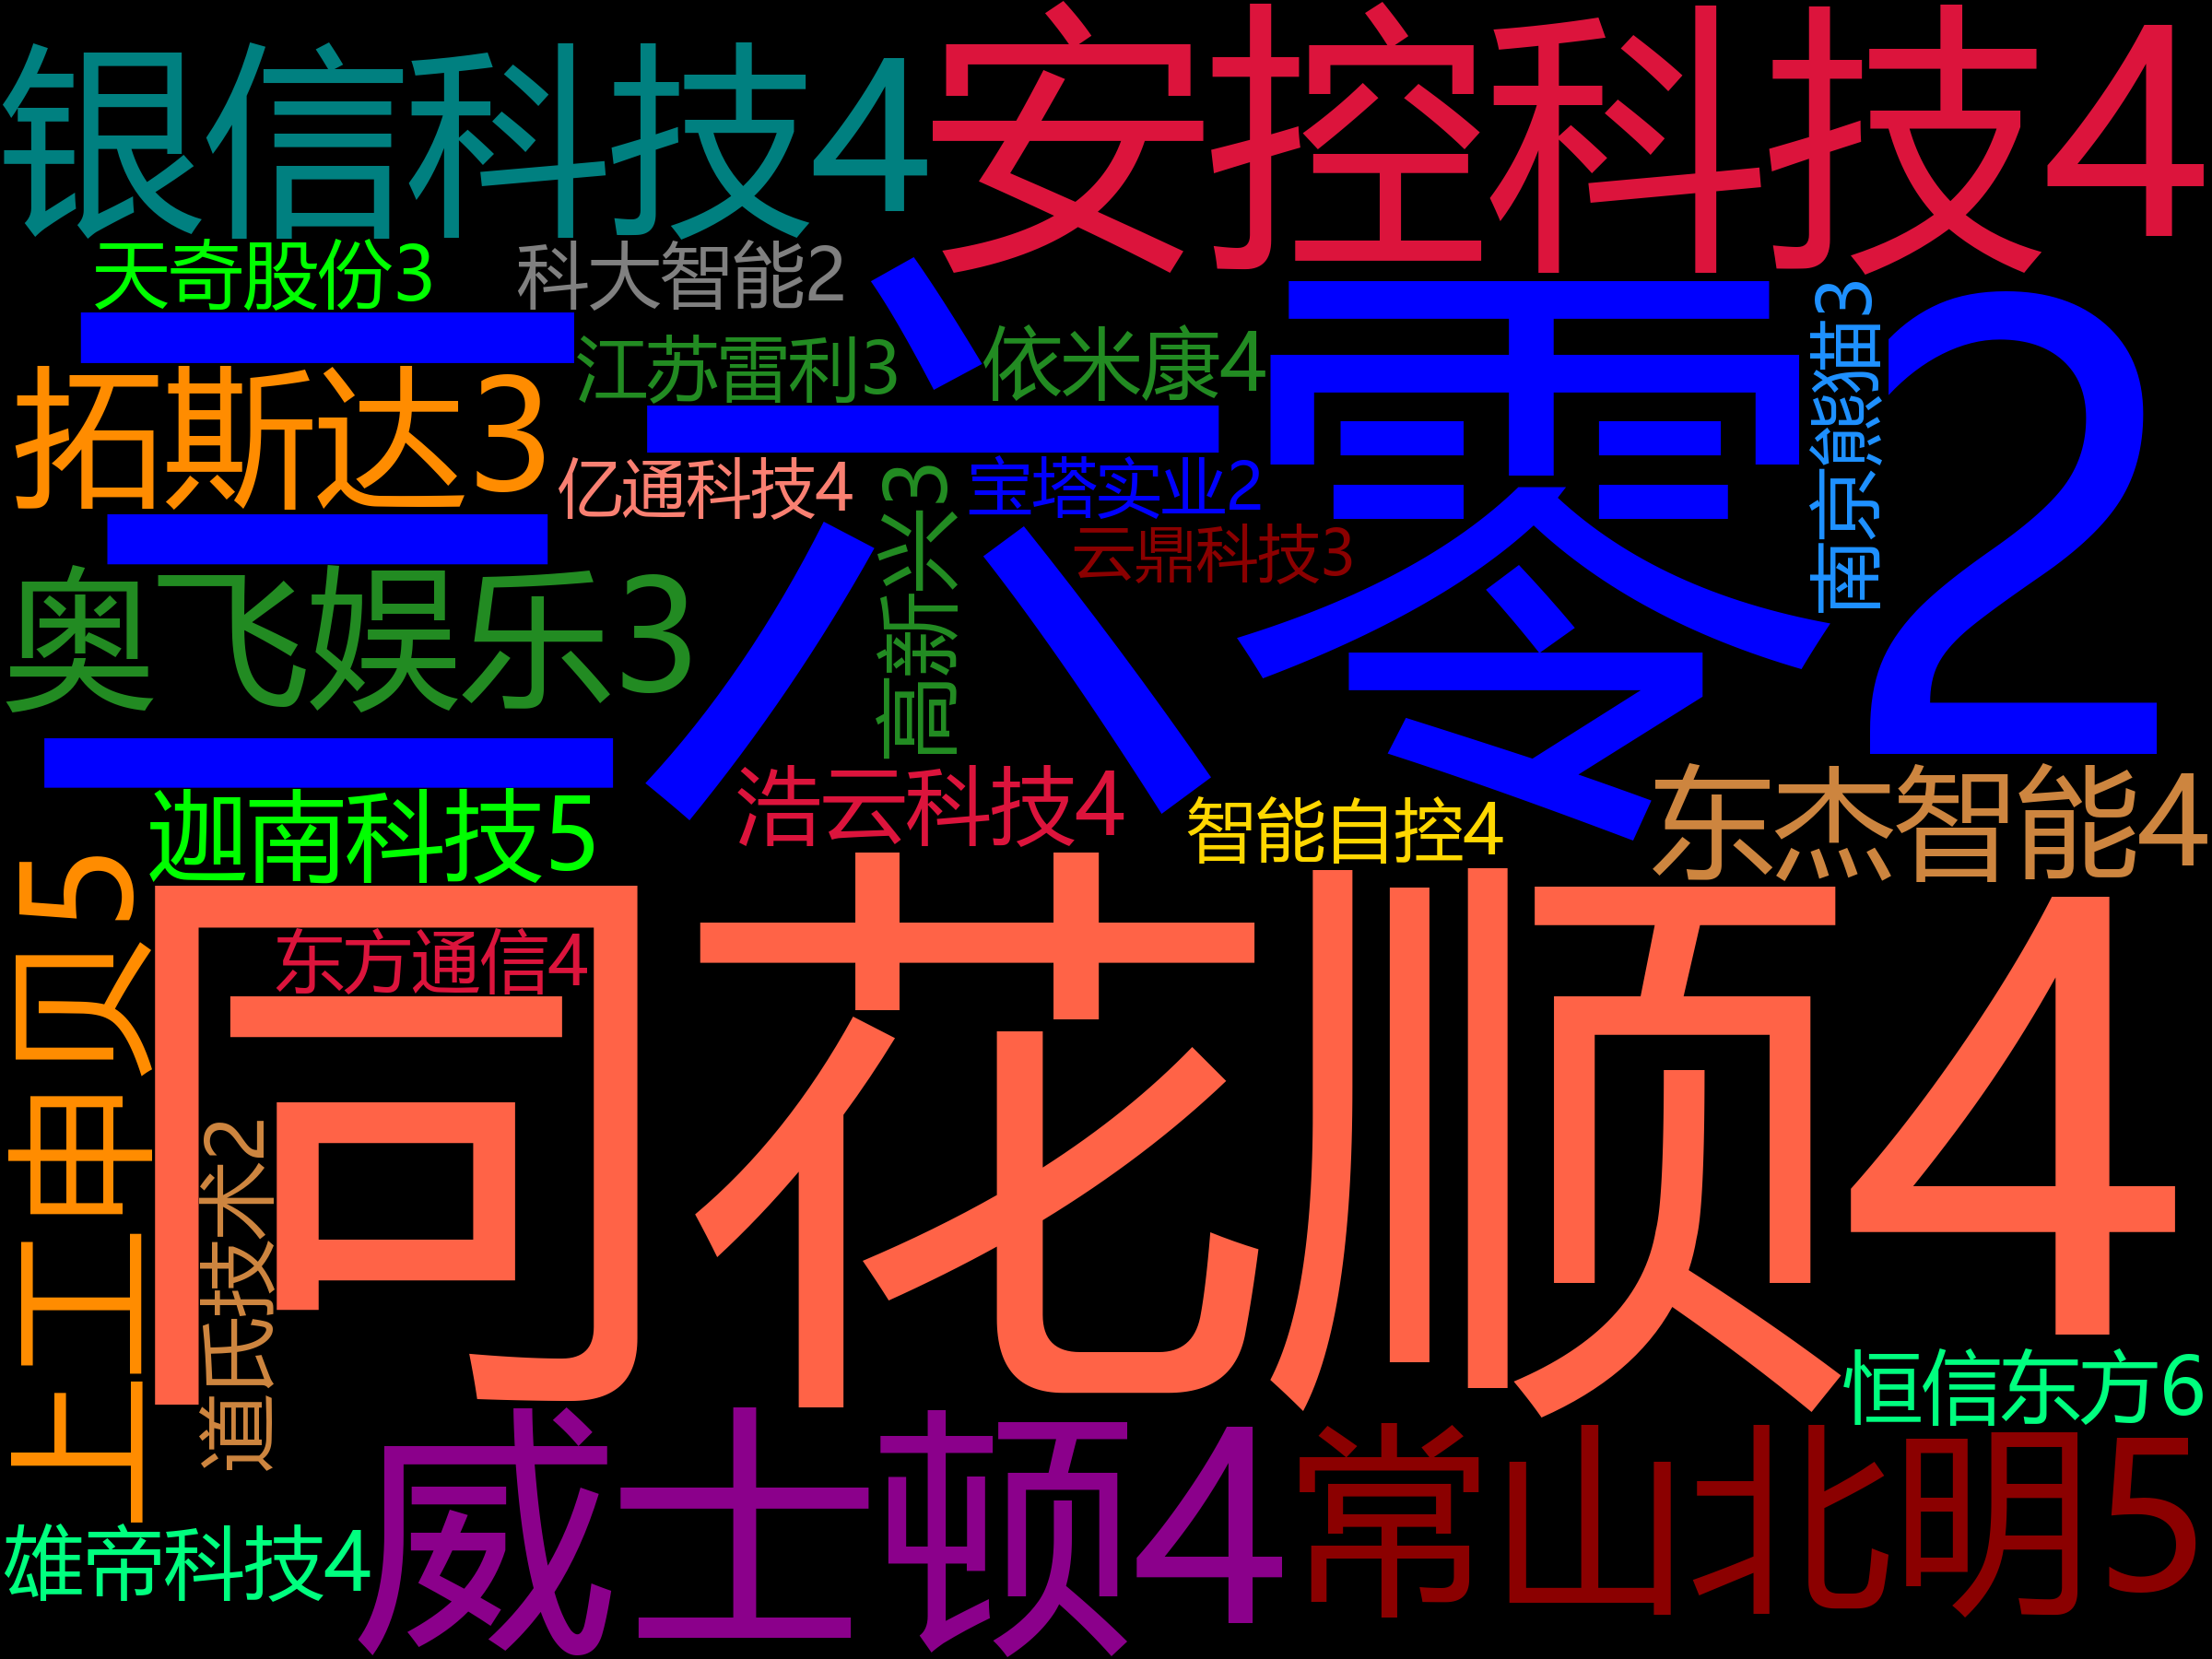 银信科技4
安控科技4
天奇股份3
科大智能2
三六零2
江苏雷利3
依米康4
南京熊猫3
拓斯达3
亿通科技4
宝塔实业2
高新兴3
云鼎科技3
奥飞娱乐3
迦南科技5
浩云科技4
智能自控4
东杰智能4
上工申贝5
同花顺4
东方通信4
道氏技术2
恒信东方6
威士顿4
常山北明5
雄帝科技4